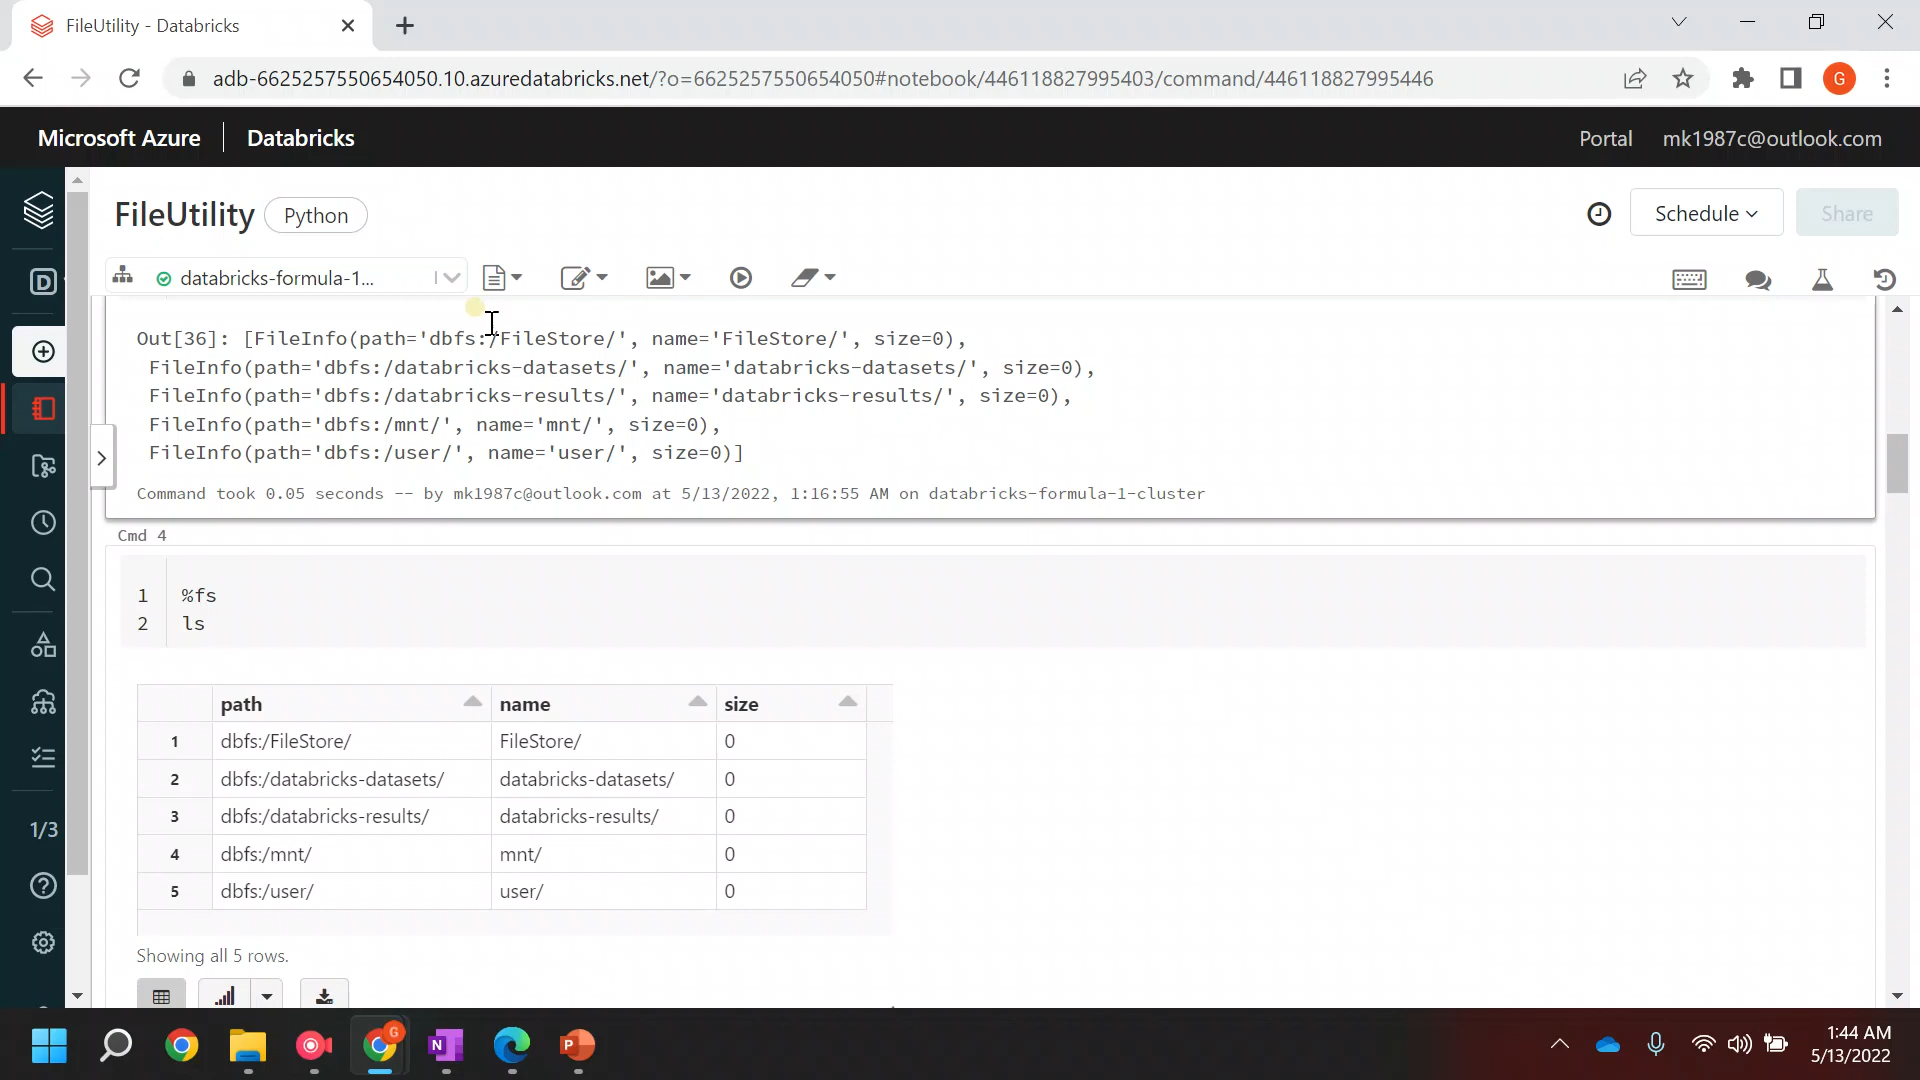 FileUtility - Databricks
adb-6625257550654050.10.azuredatabricks.net/?o=6625257550654050#notebook/446118827995403/command/446118827995446
G
Microsoft Azure
Databricks
Portal
mk1987c@outlook.com
FileUtility
Python
Schedule
Share
D
databricks-formula-1...
Out[36]: [FileInfo(path='dbfs:/FileStore/', name='FileStore/', size=0),
FileInfo(path='dbfs:/databricks-datasets/', name='databricks-datasets/', size=0),
FileInfo(path='dbfs:/databricks-results/', name='databricks-results/', size=0),
FileInfo(path='dbfs:/mnt/', name='mnt/', size=0),
FileInfo(path='dbfs:/user/', name='user/', size=0)]
Command took 0.05 seconds -- by mk1987c@outlook.com at 5/13/2022, 1:16:55 AM on databricks-formula-1-cluster
Cmd 4
1 %fs
2 ls
path name size
1 dbfs:/FileStore/ FileStore/ 0
2 dbfs:/databricks-datasets/ databricks-datasets/ 0
3 dbfs:/databricks-results/ databricks-results/ 0
4 dbfs:/mnt/ mnt/ 0
5 dbfs:/user/ user/ 0
Showing all 5 rows.
1/3
G
N
P
1:44 AM
5/13/2022